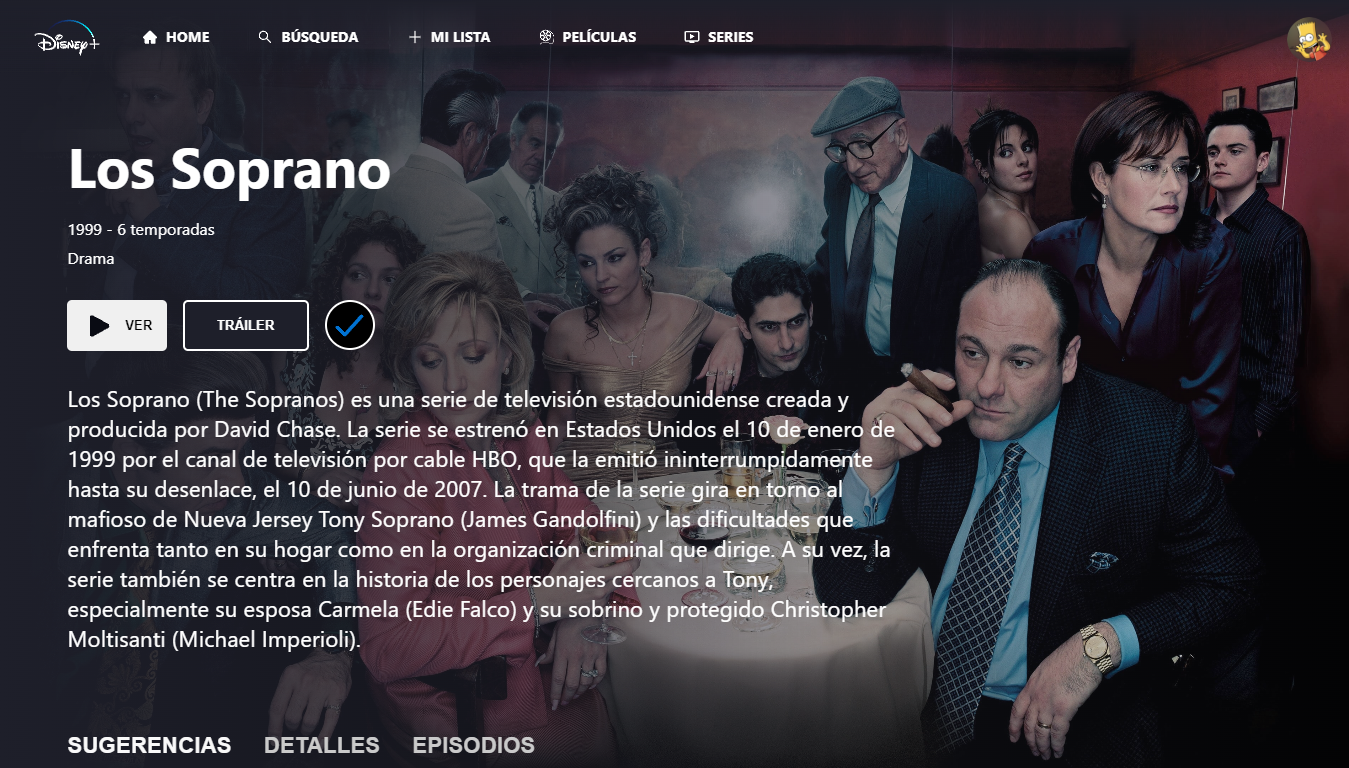 Disney+
HOME
BÚSQUEDA
MI LISTA
PELÍCULAS
SERIES
Los Soprano
1999 - 6 temporadas
Drama
VER
TRÁILER
Los Soprano (The Sopranos) es una serie de televisión estadounidense creada y
producida por David Chase. La serie se estrenó en Estados Unidos el 10 de enero de
1999 por el canal de televisión por cable HBO, que la emitió ininterrumpidamente
hasta su desenlace, el 10 de junio de 2007. La trama de la serie gira en torno al
mafioso de Nueva Jersey Tony Soprano (James Gandolfini) y las dificultades que
enfrenta tanto en su hogar como en la organización criminal que dirige. A su vez, la
serie también se centra en la historia de los personajes cercanos a Tony,
especialmente su esposa Carmela (Edie Falco) y su sobrino y protegido Christopher
Moltisanti (Michael Imperioli).
SUGERENCIAS
DETALLES
EPISODIOS